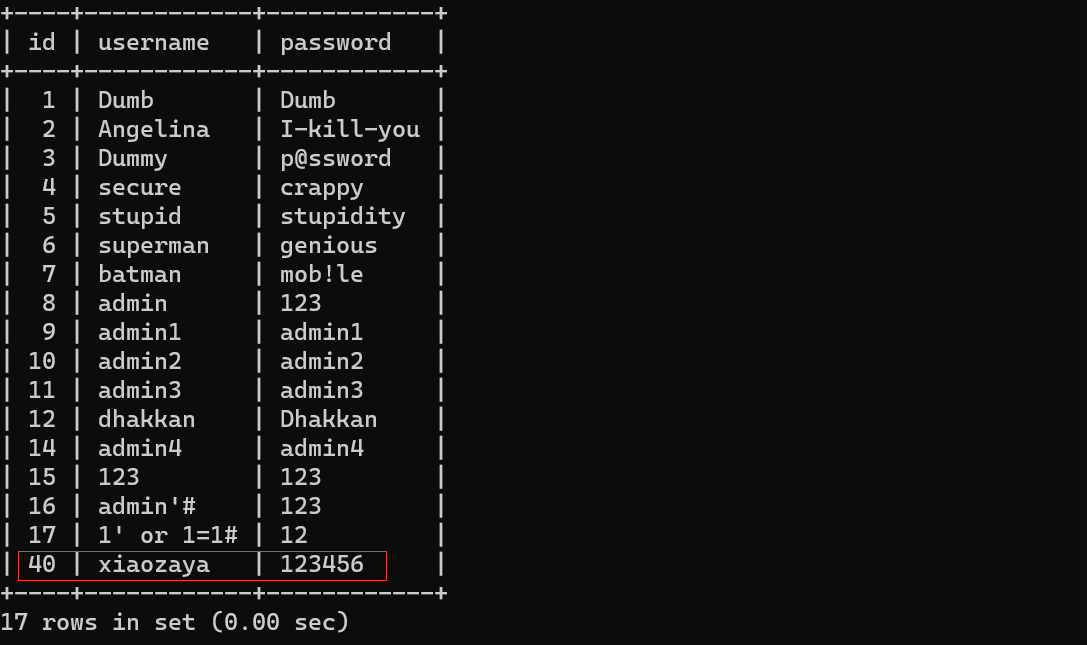 +----+------------+------------+
| id | username   | password   |
+----+------------+------------+
|  1 | Dumb       | Dumb       |
|  2 | Angelina   | I-kill-you |
|  3 | Dummy      | p@ssword   |
|  4 | secure     | crappy     |
|  5 | stupid     | stupidity  |
|  6 | superman   | genious    |
|  7 | batman     | mob!le     |
|  8 | admin      | 123        |
|  9 | admin1     | admin1     |
| 10 | admin2     | admin2     |
| 11 | admin3     | admin3     |
| 12 | dhakkan    | Dhakkan    |
| 14 | admin4     | admin4     |
| 15 | 123        | 123        |
| 16 | admin'#    | 123        |
| 17 | 1' or 1=1# | 12         |
| 40 | xiaozaya   | 123456     |
+----+------------+------------+
17 rows in set (0.00 sec)